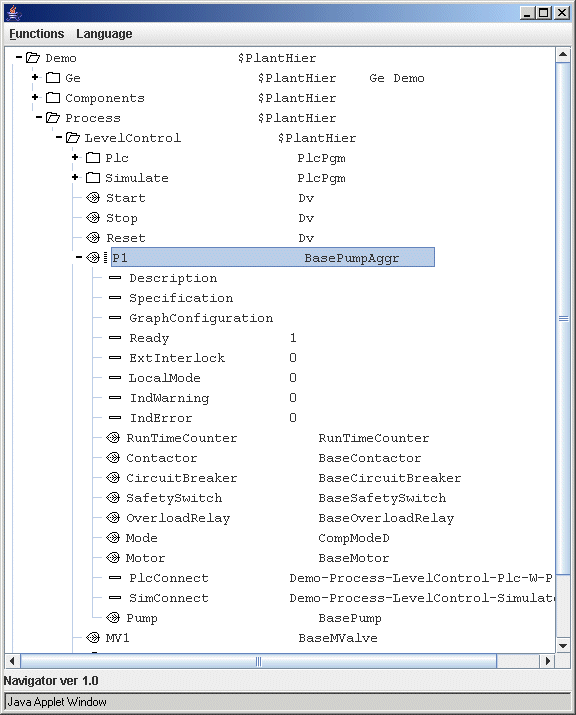 Functions Language
Demo $PlantHier
Ge $PlantHier Ge Demo
Components $PlantHier
Process $PlantHier
LevelControl $PlantHier
Plc PlcPgm
Simulate PlcPgm
Start Dv
Stop Dv
Reset Dv
P1 BasePumpAggr
Description
Specification
GraphConfiguration
Ready 1
ExtInterlock 0
LocalMode 0
IndWarning 0
IndError 0
RunTimeCounter RunTimeCounter
Contactor BaseContactor
CircuitBreaker BaseCircuitBreaker
SafetySwitch BaseSafetySwitch
OverloadRelay BaseOverloadRelay
Mode CompModeD
Motor BaseMotor
PlcConnect Demo-Process-LevelControl-Plc-W-P
SimConnect Demo-Process-LevelControl-Simulate
Pump BasePump
MV1 BaseMValve
Navigator ver 1.0
Java Applet Window